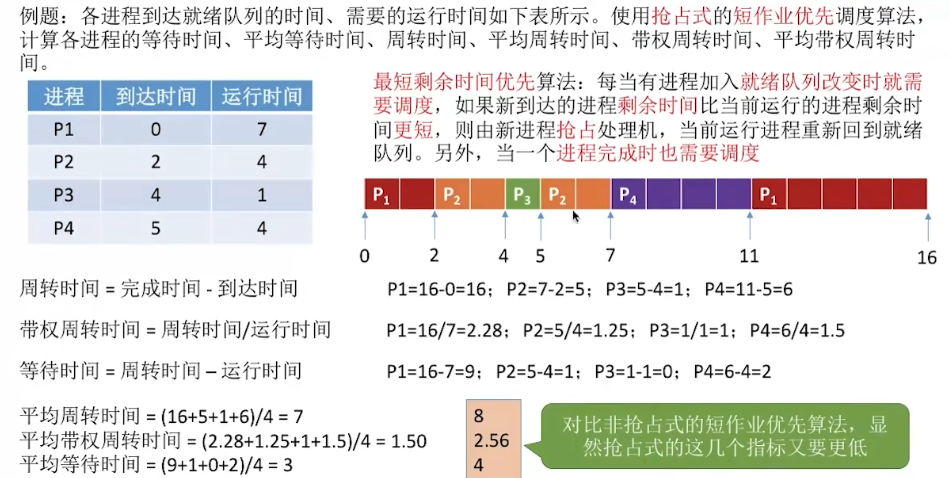 例题：各进程到达就绪队列的时间、需要的运行时间如下表所示。使用抢占式的短作业优先调度算法，
计算各进程的等待时间、平均等待时间、周转时间、平均周转时间、带权周转时间、平均带权周转时
间。
进程 到达时间 运行时间
P1 0 7
P2 2 4
P3 4 1
P4 5 4
最短剩余时间优先算法：每当有进程加入就绪队列改变时就需
要调度，如果新到达的进程剩余时间比当前运行的进程剩余时
间更短，则由新进程抢占处理机，当前运行进程重新回到就绪
队列。另外，当一个进程完成时也需要调度
P₁ P₂ P₃ P₂ P₄ P₁
0 2 4 5 7 11 16
周转时间 = 完成时间 - 到达时间 P1=16-0=16；P2=7-2=5；P3=5-4=1；P4=11-5=6
带权周转时间 = 周转时间/运行时间 P1=16/7=2.28；P2=5/4=1.25；P3=1/1=1；P4=6/4=1.5
等待时间 = 周转时间 – 运行时间 P1=16-7=9；P2=5-4=1；P3=1-1=0；P4=6-4=2
平均周转时间 = (16+5+1+6)/4 = 7
平均带权周转时间 = (2.28+1.25+1+1.5)/4 = 1.50
平均等待时间 = (9+1+0+2)/4 = 3
8
2.56
4
对比非抢占式的短作业优先算法，显
然抢占式的这几个指标又要更低